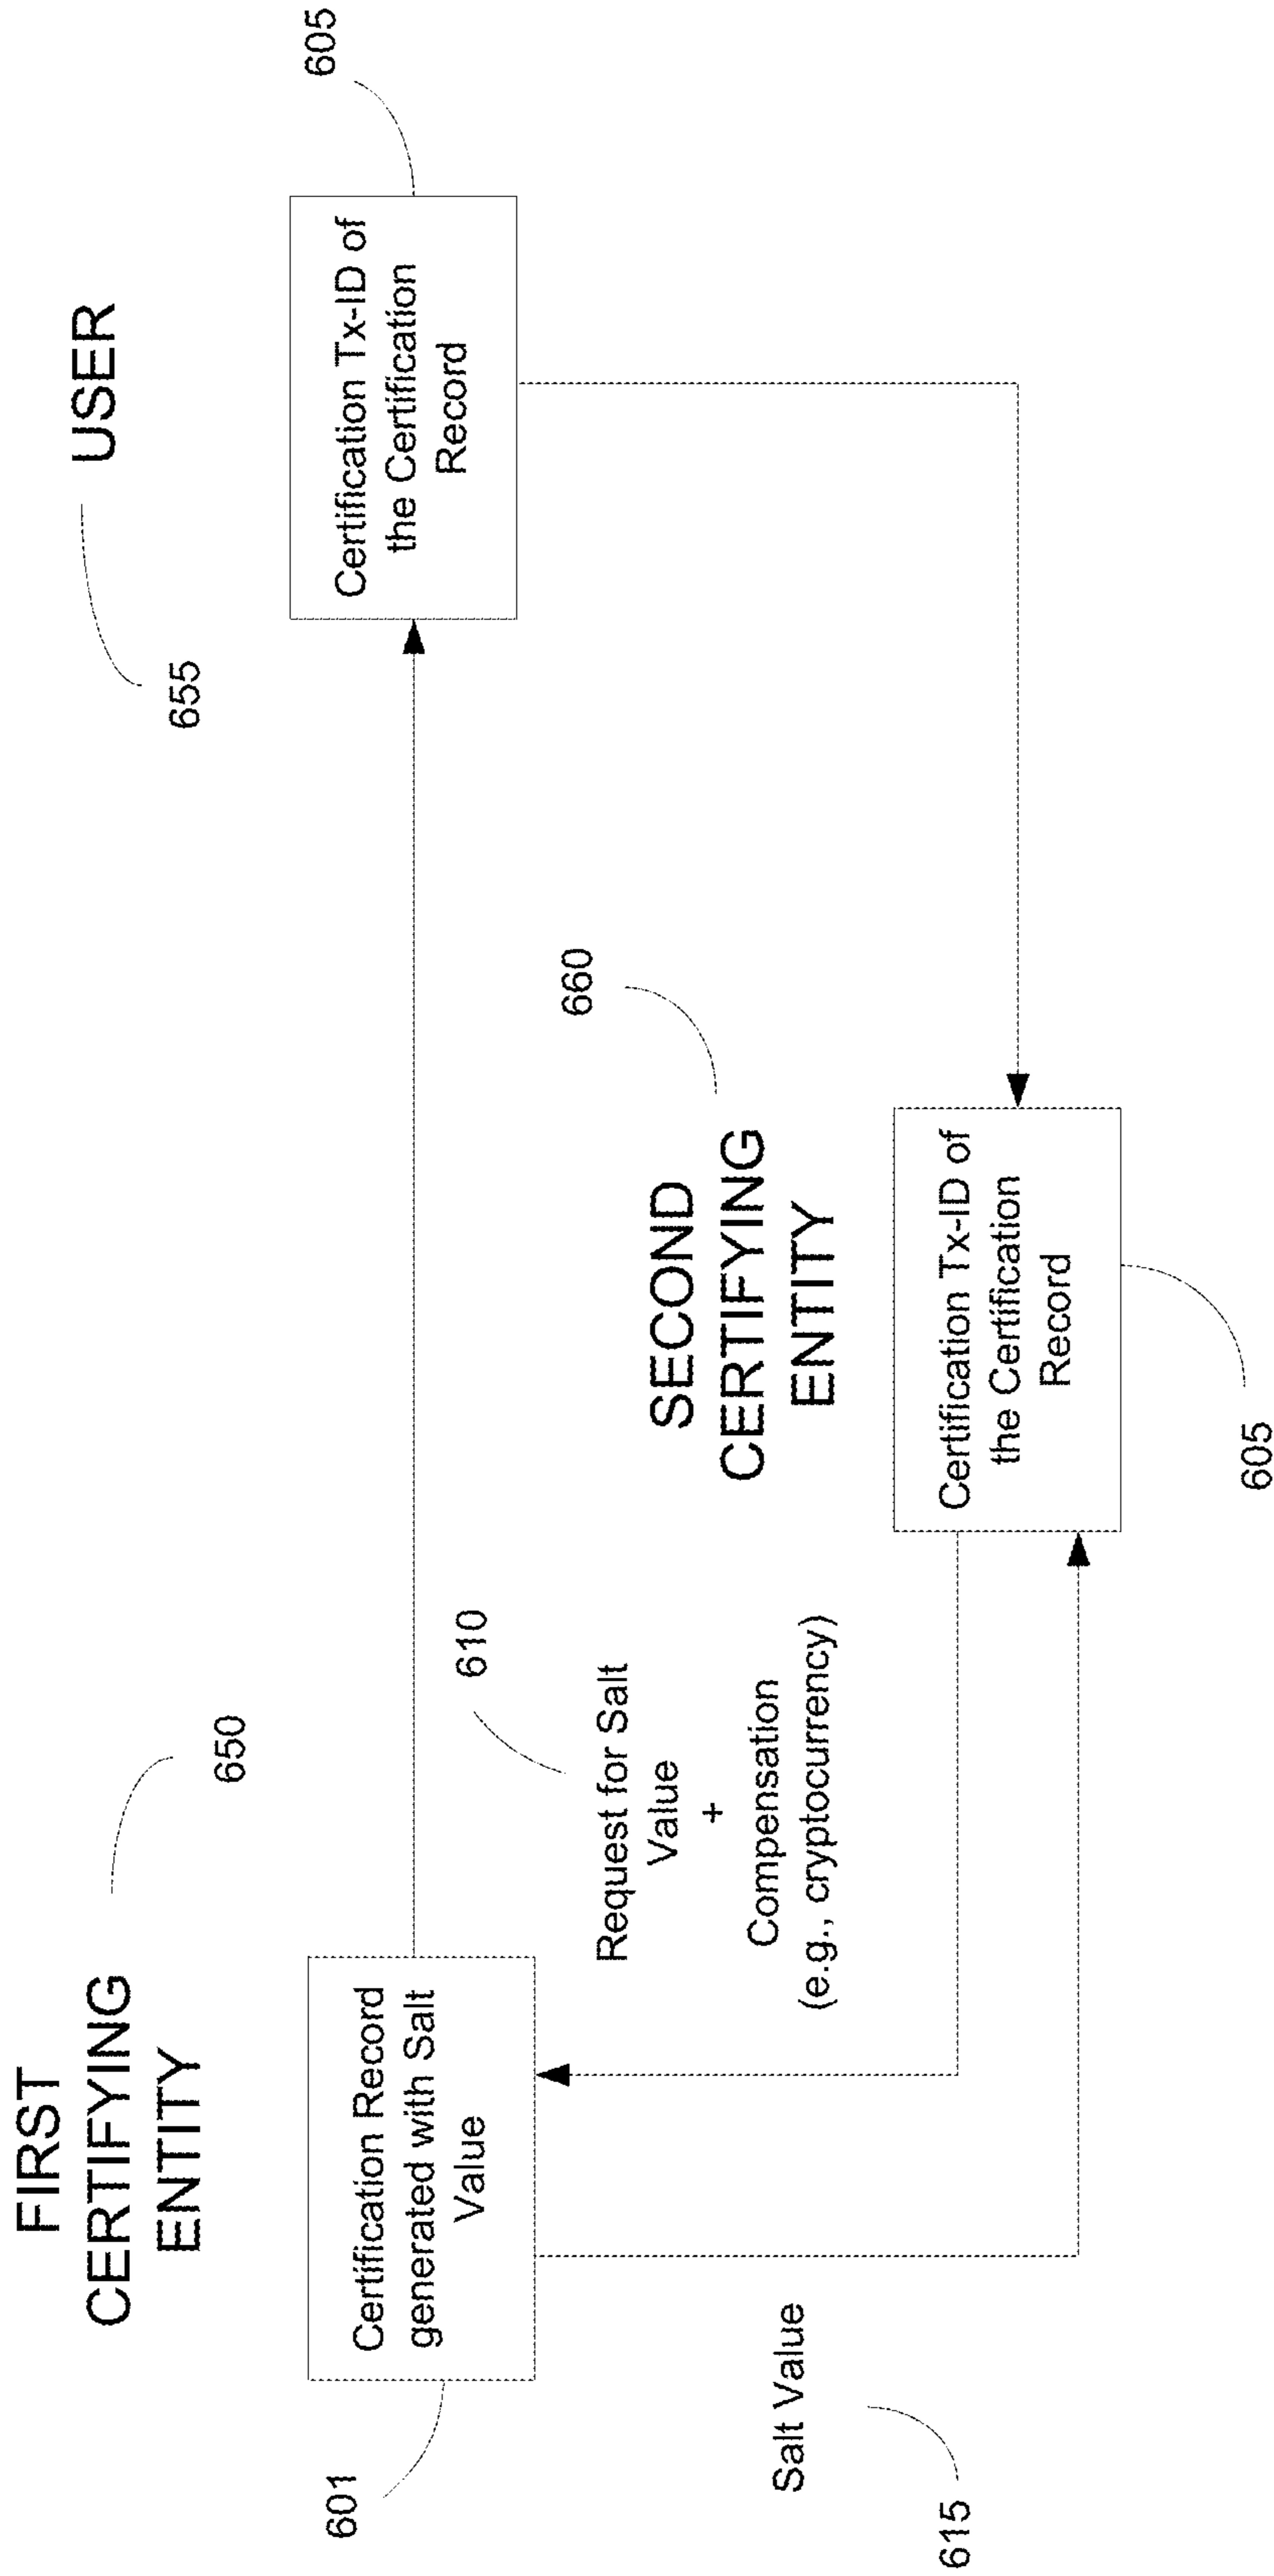 FIRST
CERTIFYING
ENTITY
650
USER
655
601
Certification Record
generated with Salt
Value
Certification Tx-ID of
the Certification
Record
605
610
Request for Salt
Value
+
Compensation
(e.g., cryptocurrency)
SECOND
CERTIFYING
ENTITY
660
Salt Value
615
Certification Tx-ID of
the Certification
Record
605